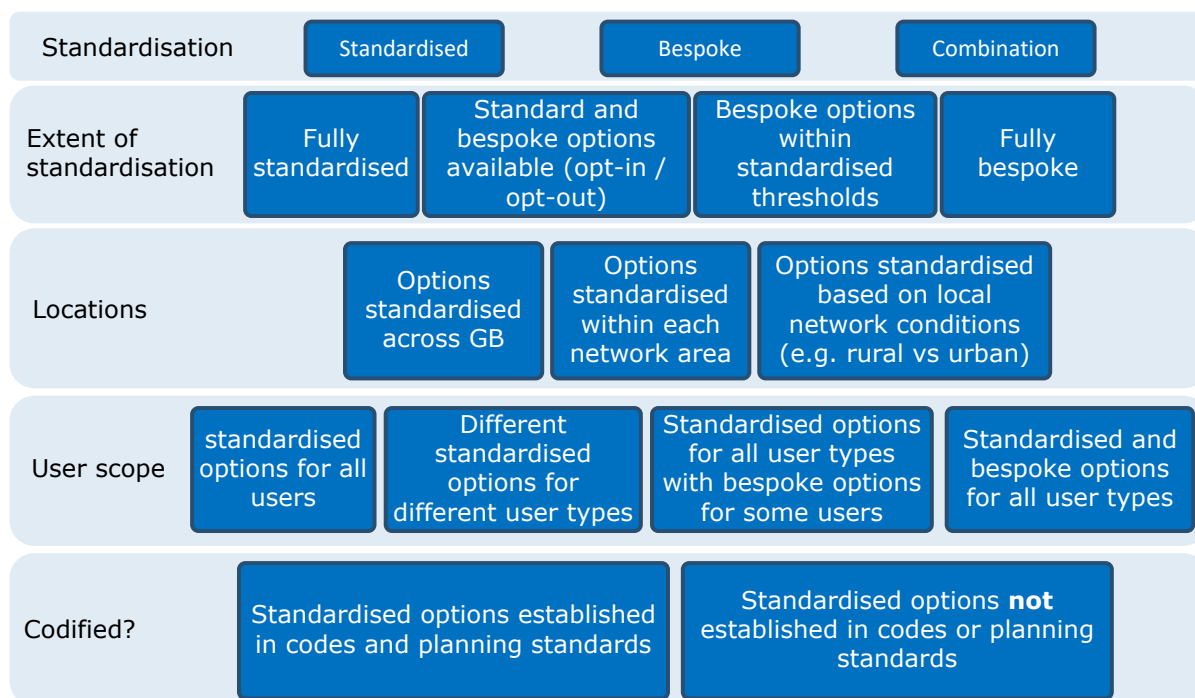 Standardisation
Standardised
Bespoke
Combination
Extent of
standardisation
Fully
standardised
Standard and
bespoke options
available (opt-in /
opt-out)
Bespoke options
within
standardised
thresholds
Fully
bespoke
Locations
Options
standardised
across GB
Options
standardised
within each
network area
Options standardised
based on local
network conditions
(e.g. rural vs urban)
User scope
standardised
options for all
users
Different
standardised
options for
different user types
Standardised options
for all user types
with bespoke options
for some users
Standardised and
bespoke options
for all user types
Codified?
Standardised options established
in codes and planning standards
Standardised options not
established in codes or planning
standards